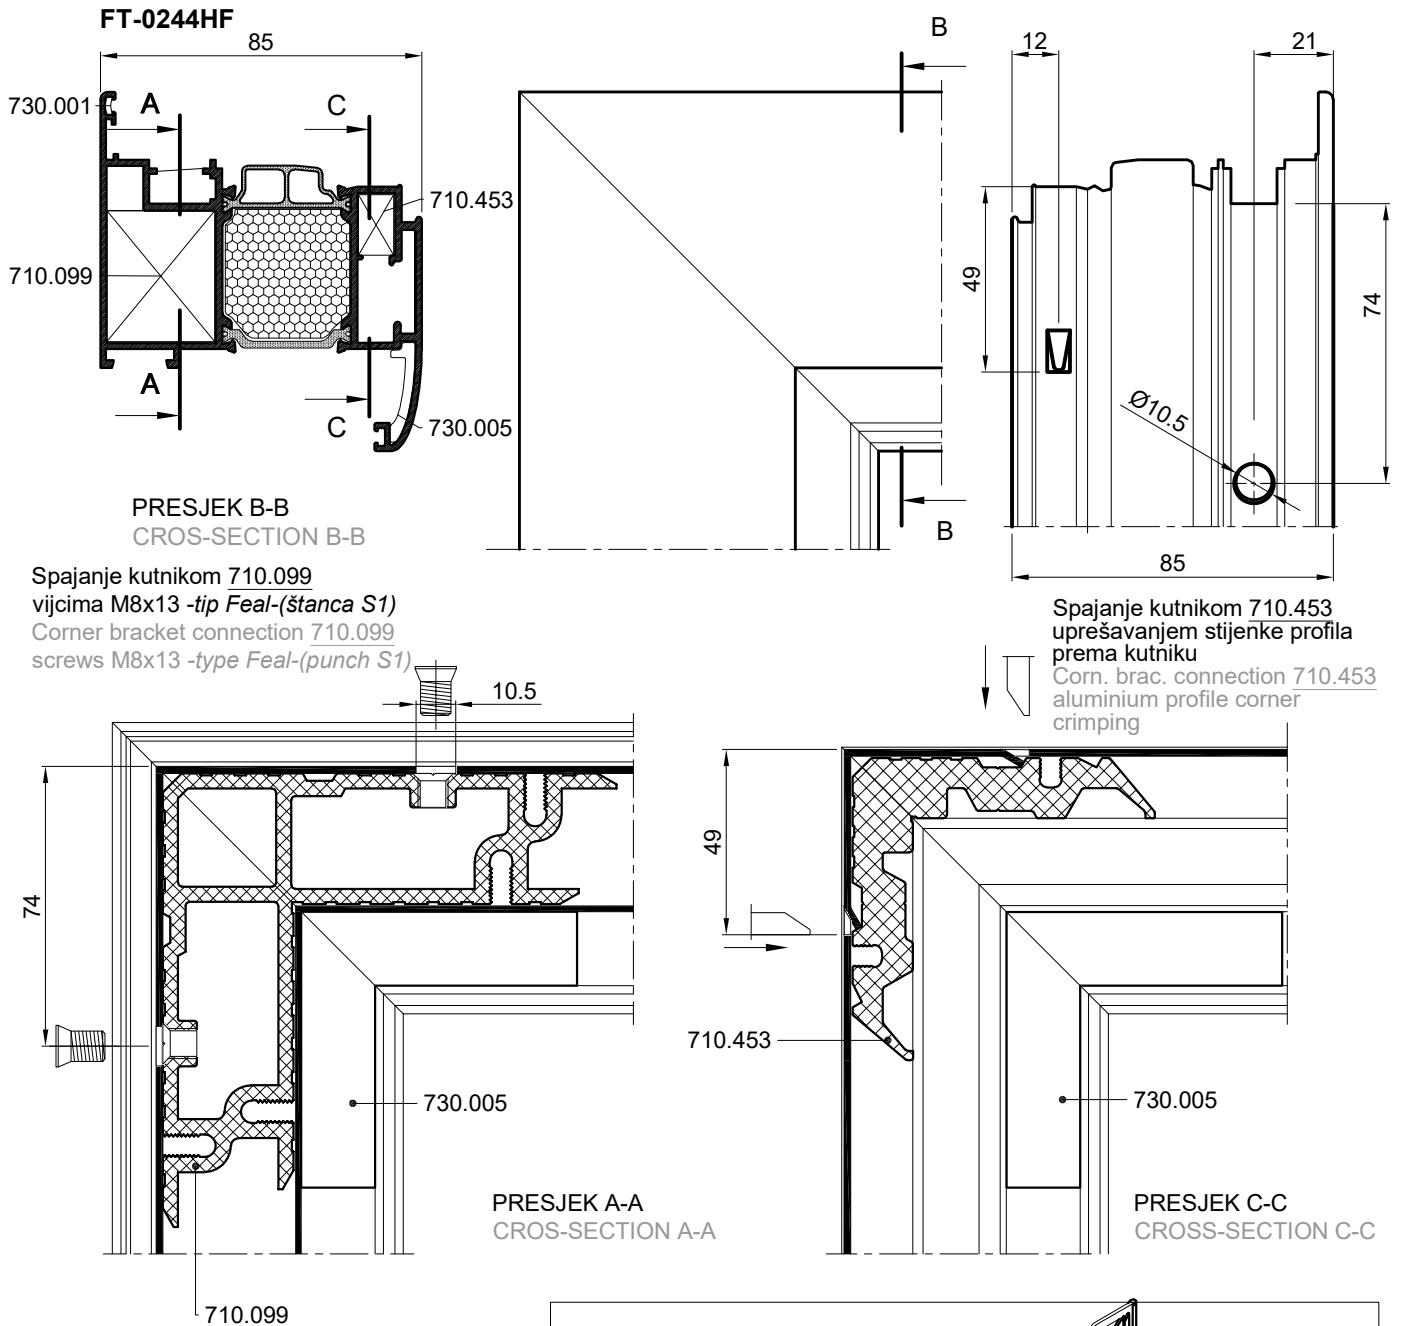 FT-0244HF
85
730.001
A
C
710.453
710.099
A
C
730.005
B
B
12
21
49
74
Ø10.5
85
PRESJEK B-B
CROS-SECTION B-B
Spajanje kutnikom 710.099
vijcima M8x13 -tip Feal-(štanca S1)
Corner bracket connection 710.099
screws M8x13 -type Feal-(punch S1)
Spajanje kutnikom 710.453
uprešavanjem stijenke profila
prema kutniku
Corn. brac. connection 710.453
aluminium profile corner
crimping
10.5
74
730.005
PRESJEK A-A
CROS-SECTION A-A
710.099
49
710.453
730.005
PRESJEK C-C
CROSS-SECTION C-C